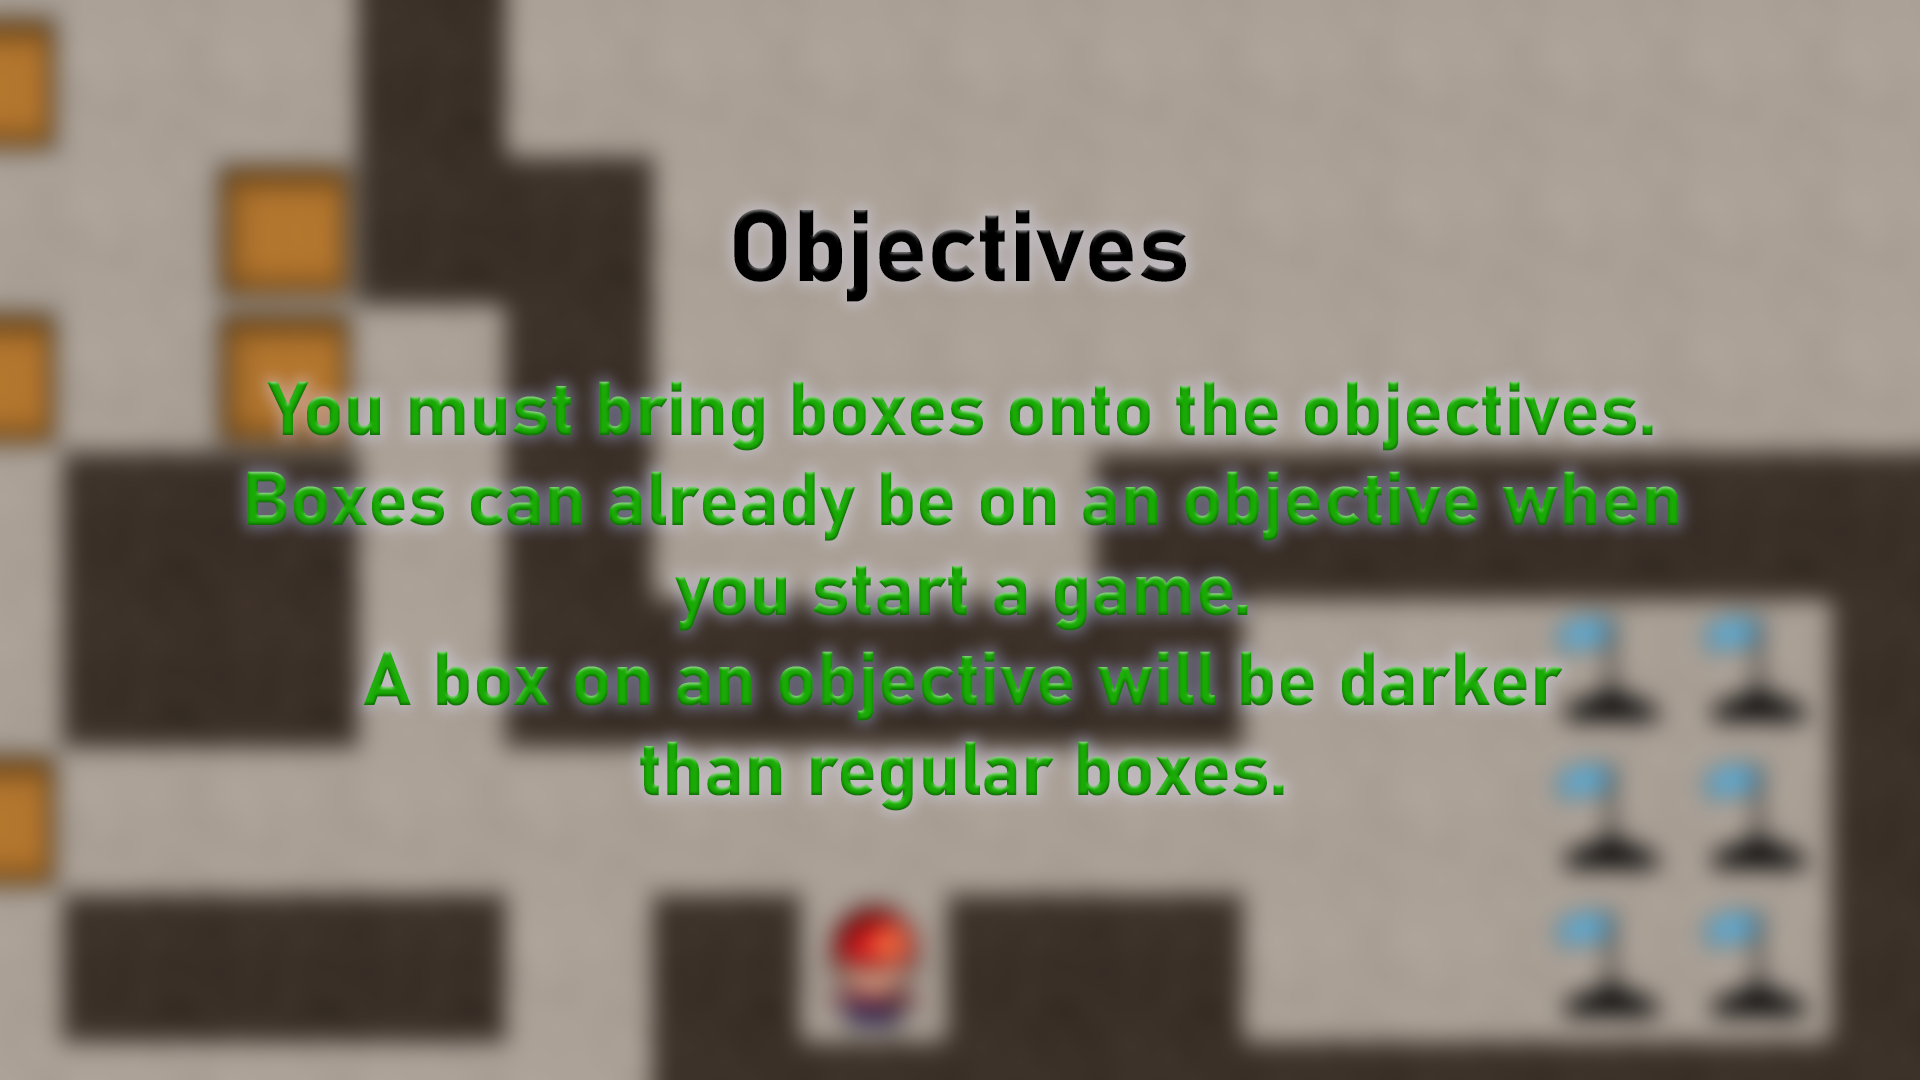 Objectives
You must bring boxes onto the objectives.
Boxes can already be on an objective when
you start a game.
A box on an objective will be darker
than regular boxes.